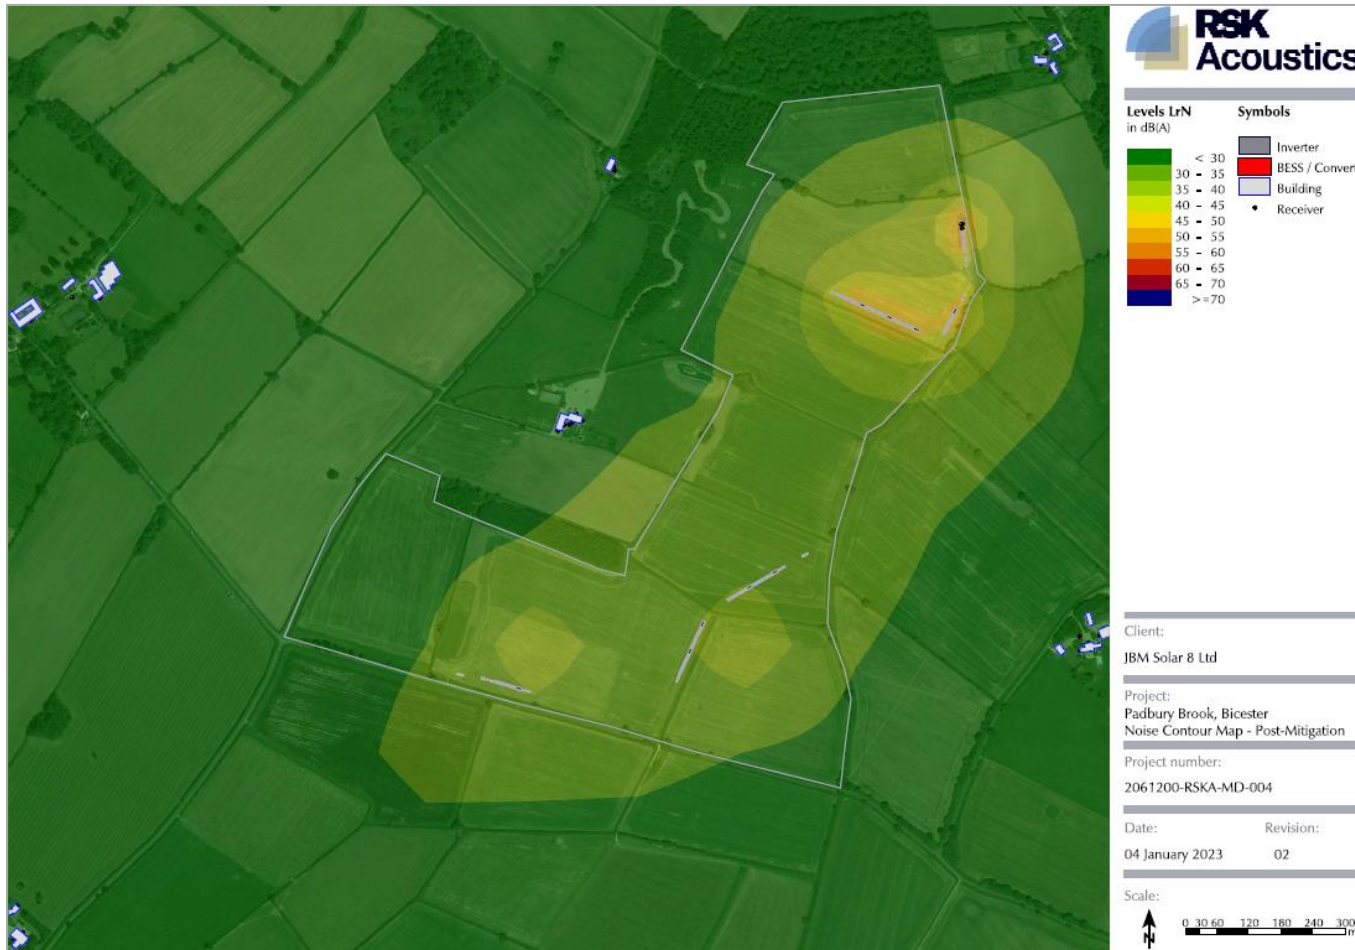 RSK
Acoustics
Levels LrN
in dB(A)
Symbols
< 30
30 - 35
35 - 40
40 - 45
45 - 50
50 - 55
55 - 60
60 - 65
65 - 70
>=70
Inverter
BESS / Convert
Building
Receiver
Client:
JBM Solar 8 Ltd
Project:
Padbury Brook, Bicester
Noise Contour Map - Post-Mitigation
Project number:
2061200-RSKA-MD-004
Date:
Revision:
04 January 2023
02
Scale:
N
0 30 60 120 180 240 300
m